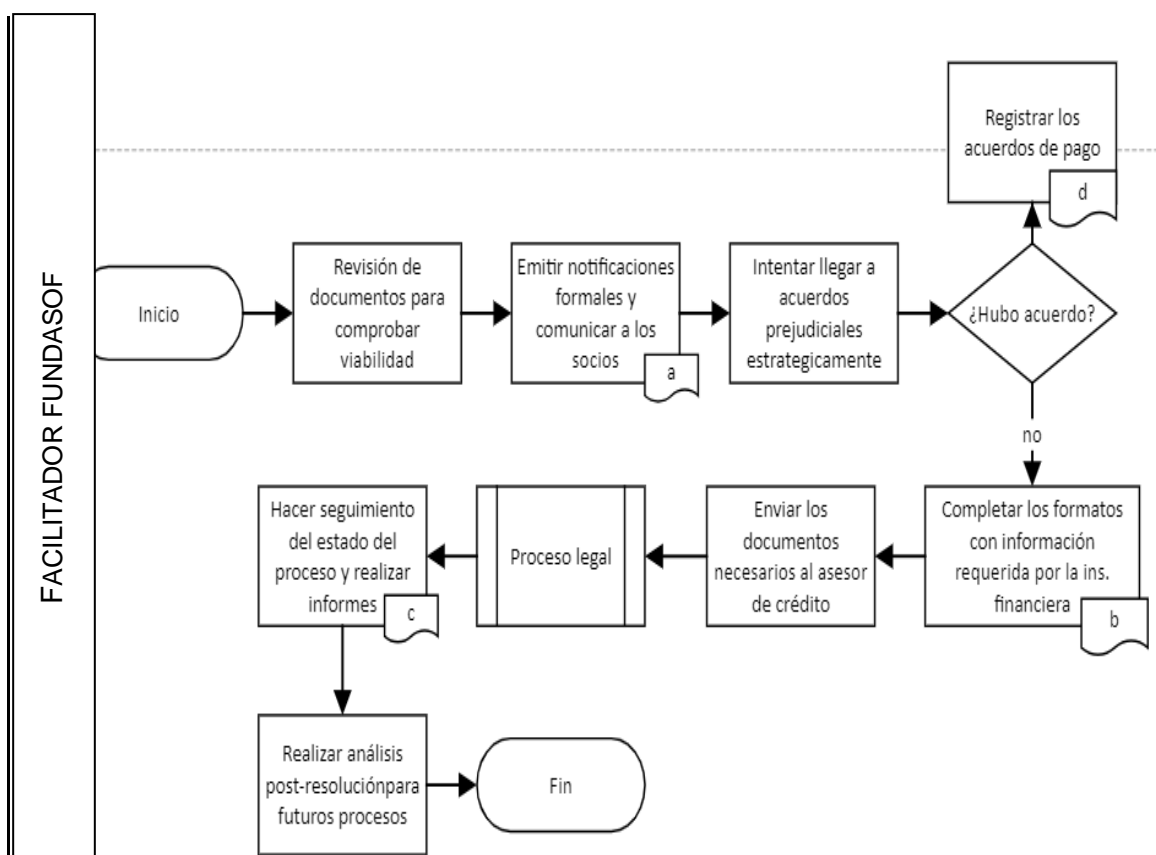 FACILITADOR FUNDASOF
Inicio
Revisión de
documentos para
comprobar
viabilidad
Emitir notificaciones
formales y
comunicar a los
socios
a
Intentar llegar a
acuerdos
prejudiciales
estrategicamente
¿Hubo acuerdo?
Registrar los
acuerdos de pago
d
no
Completar los formatos
con información
requerida por la ins.
financiera
b
Enviar los
documentos
necesarios al asesor
de crédito
Proceso legal
Hacer seguimiento
del estado del
proceso y realizar
informes
c
Realizar análisis
post-resoluciónpara
futuros procesos
Fin